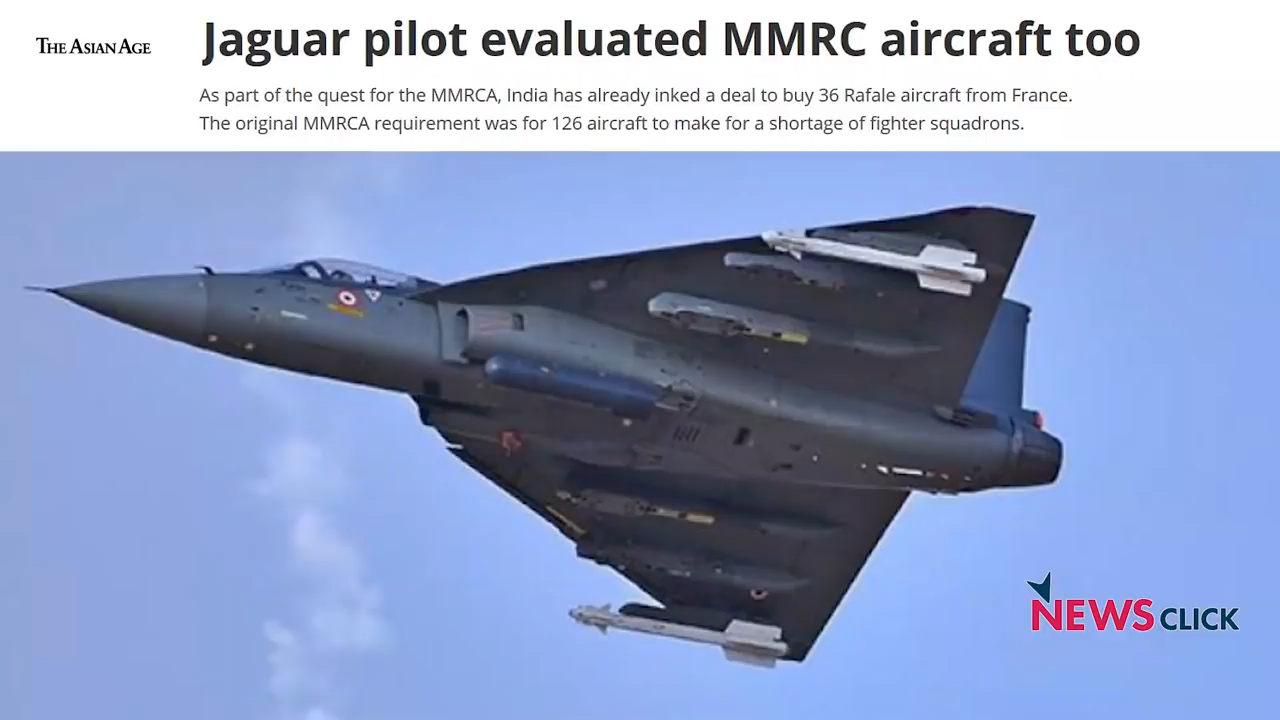 THE ASIAN AGE
Jaguar pilot evaluated MMRC aircraft too
As part of the quest for the MMRCA, India has already inked a deal to buy 36 Rafale aircraft from France.
The original MMRCA requirement was for 126 aircraft to make for a shortage of fighter squadrons.
NEWSCLICK